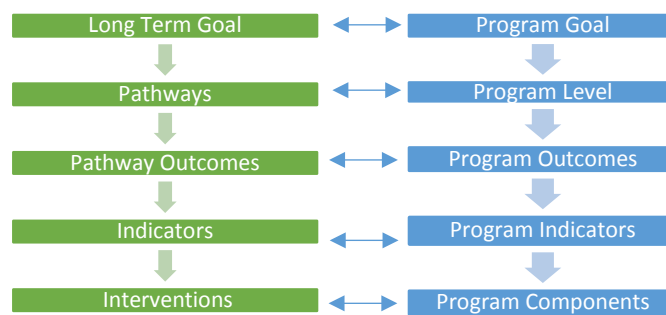 Long Term Goal
Program Goal
Pathways
Program Level
Pathway Outcomes
Program Outcomes
Indicators
Program Indicators
Interventions
Program Components